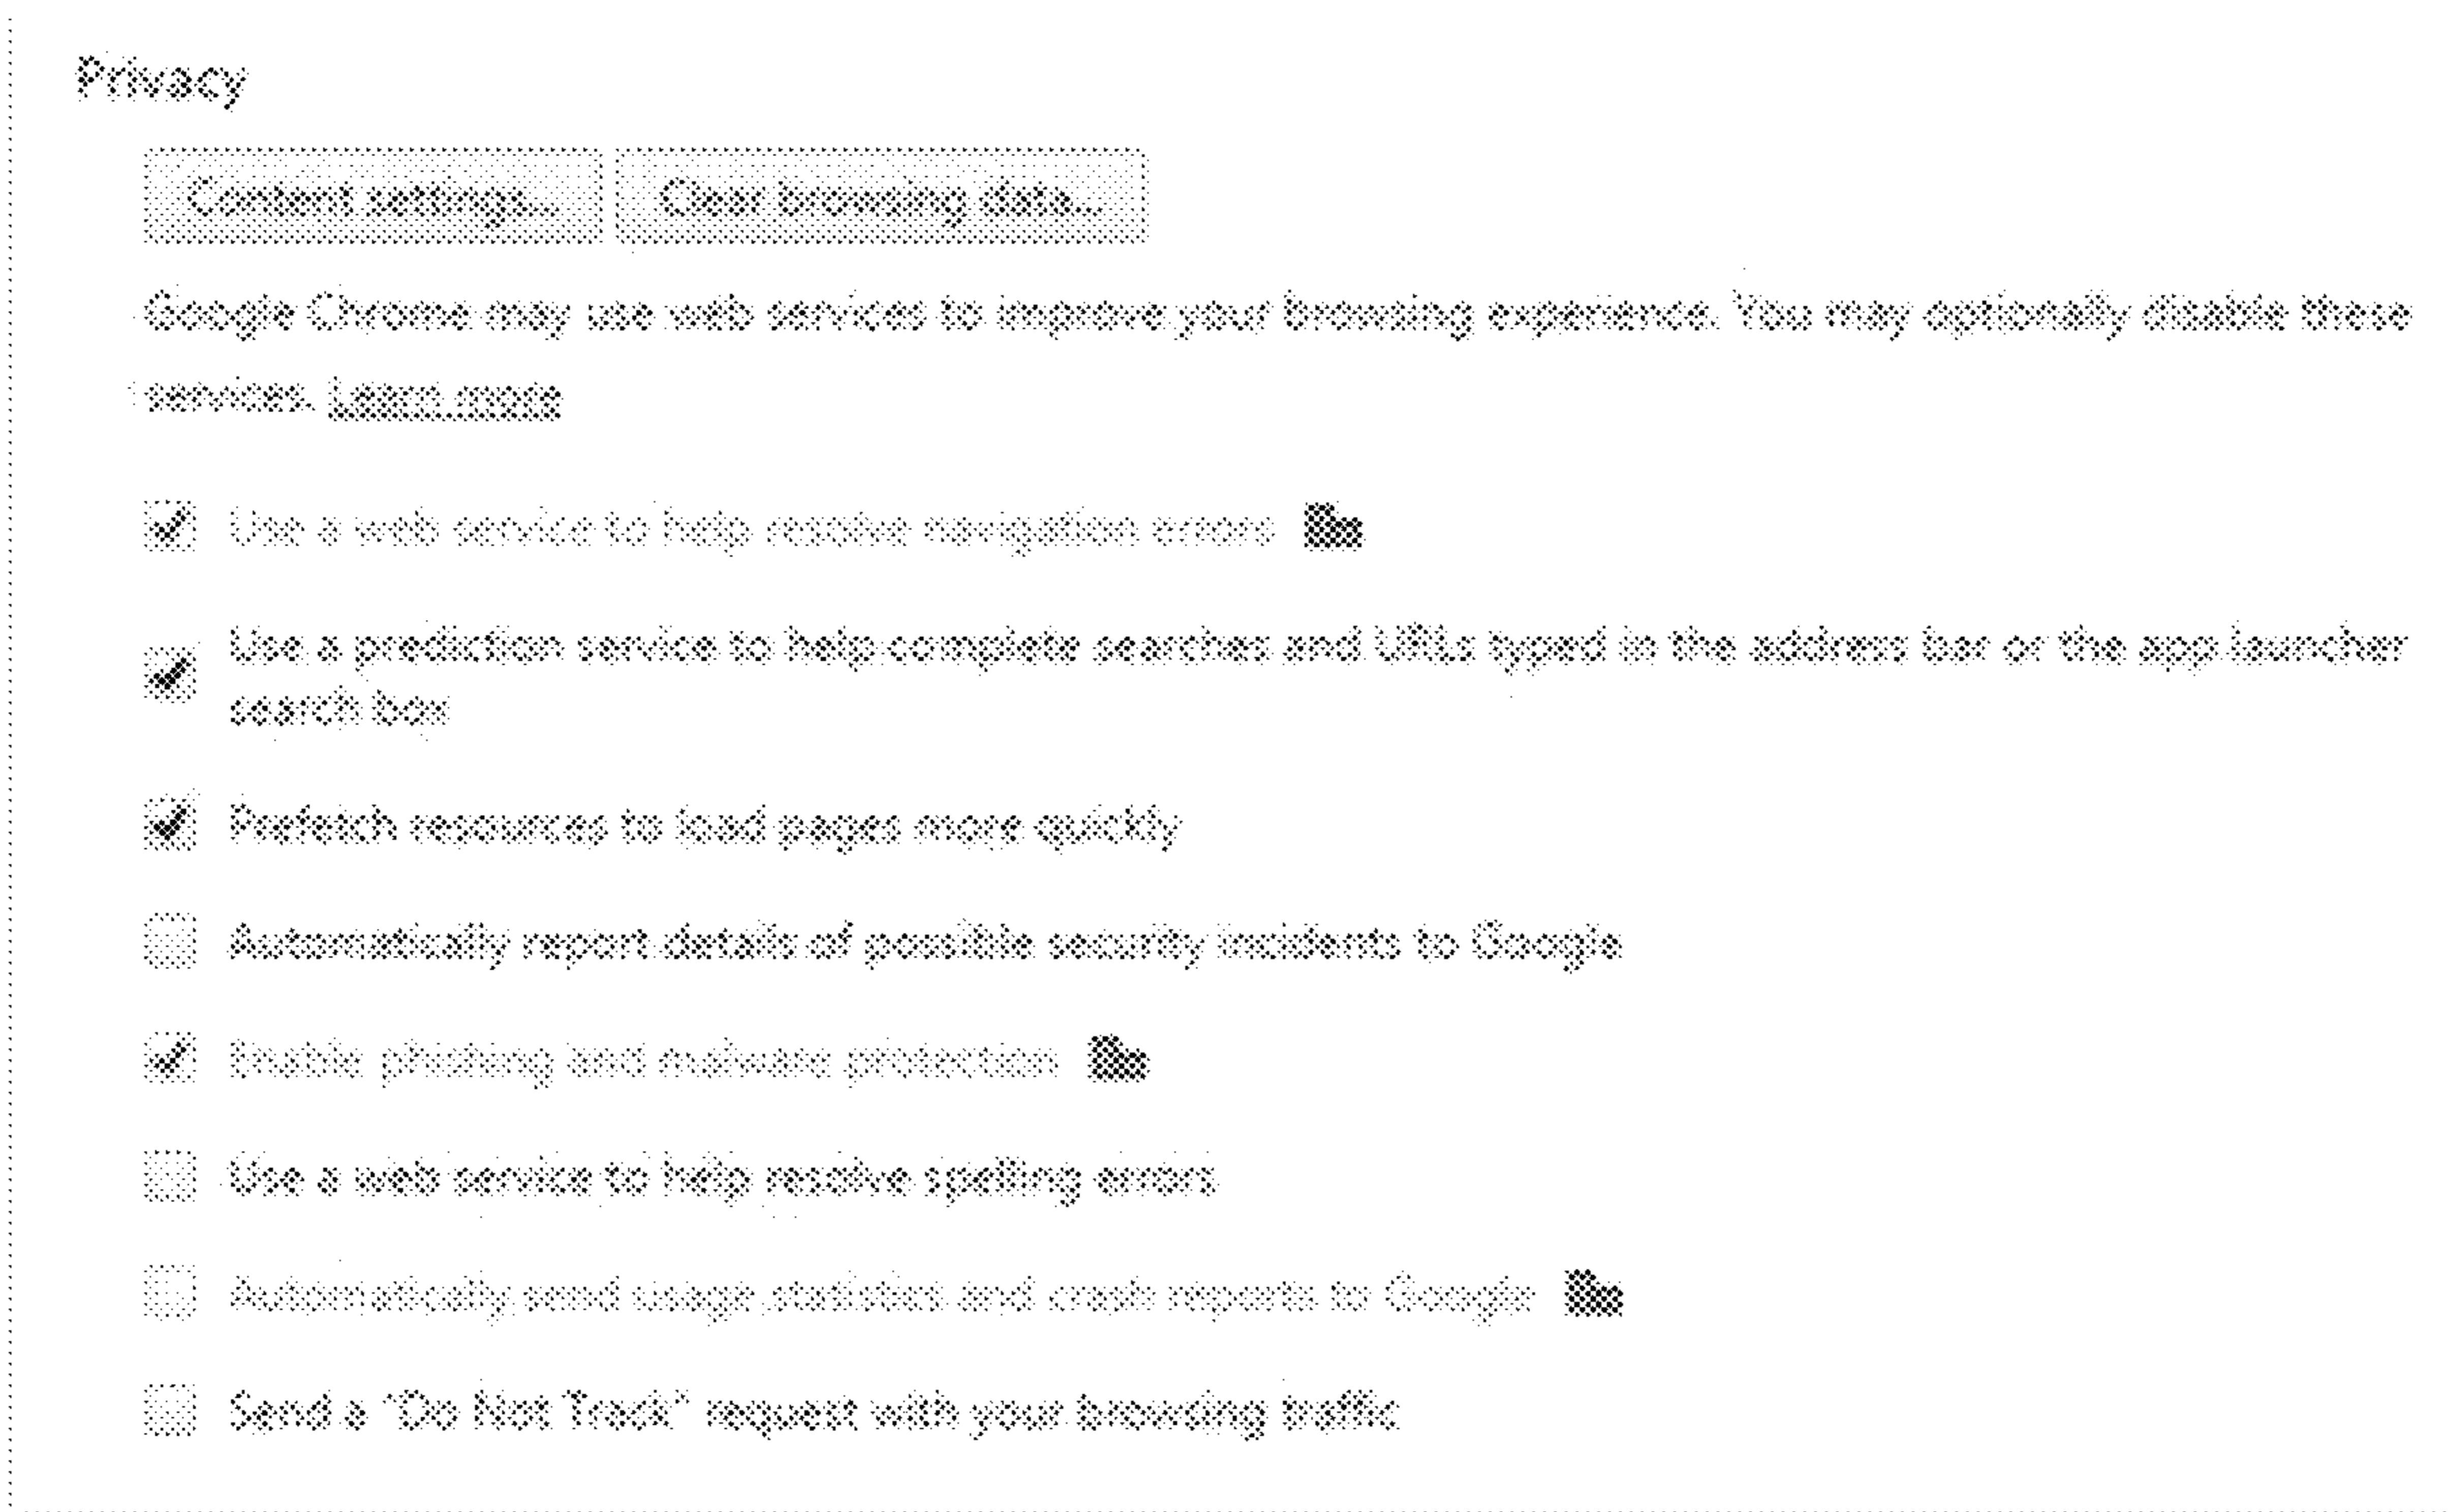 Privacy
Content settings... Clear browsing data...
Google Chrome may use web services to improve your browsing experience. You may optionally disable these
services. Learn more
Use a web service to help resolve navigation errors
Use a prediction service to help complete searches and URLs typed in the address bar or the app launcher
search box
Prefetch resources to load pages more quickly
Automatically report details of possible security incidents to Google
Enable phishing and malware protection
Use a web service to help resolve spelling errors
Automatically send usage statistics and crash reports to Google
Send a "Do Not Track" request with your browsing traffic